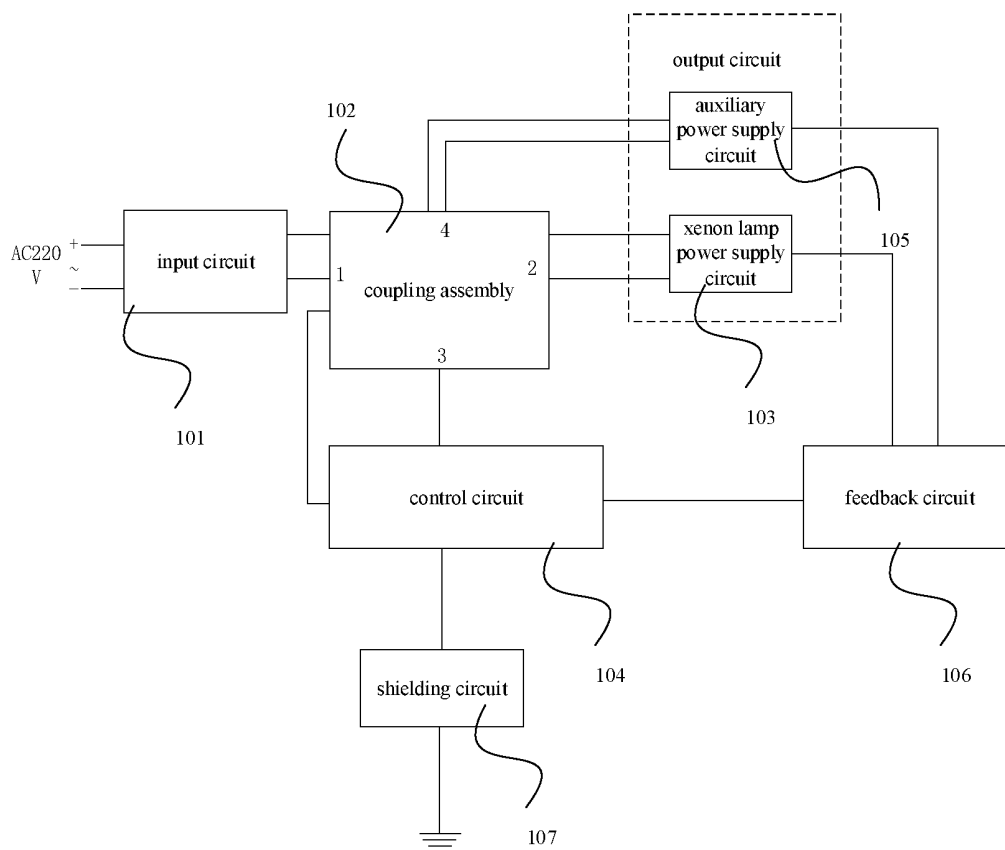 output circuit
auxiliary
power supply
circuit
102
105
AC220
V
+
~
−
input circuit
4
1
2
coupling assembly
3
xenon lamp
power supply
circuit
101
103
control circuit
feedback circuit
104
106
shielding circuit
107